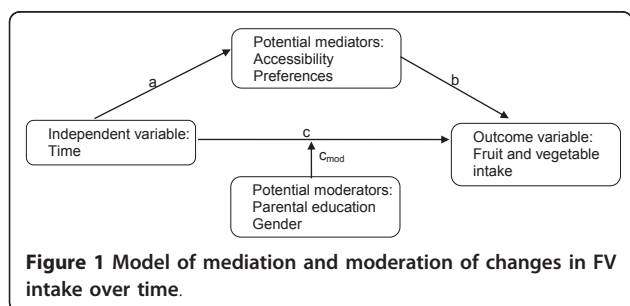 Potential mediators:
Accessibility
Preferences
a
b
Independent variable:
Time
c
Outcome variable:
Fruit and vegetable
intake
cmod
Potential moderators:
Parental education
Gender
Figure 1 Model of mediation and moderation of changes in FV
intake over time.